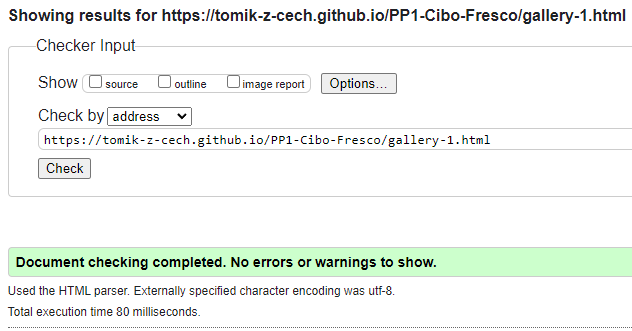 Showing results for https://tomik-z-cech.github.io/PP1-Cibo-Fresco/gallery-1.html
Checker Input
Show source outline image report Options...
Check by address
https://tomik-z-cech.github.io/PP1-Cibo-Fresco/gallery-1.html
Check
Document checking completed. No errors or warnings to show.
Used the HTML parser. Externally specified character encoding was utf-8.
Total execution time 80 milliseconds.